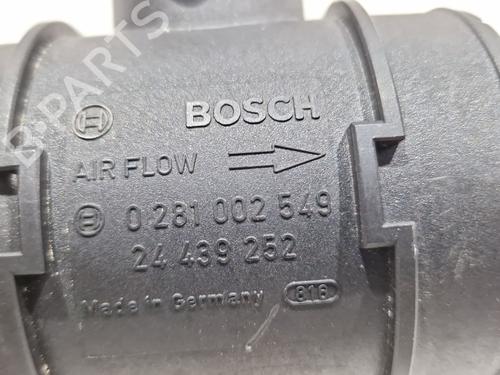 BOSCH
AIR FLOW
0 281 002 549
24 439 252
Made in Germany 816
B-PARTS